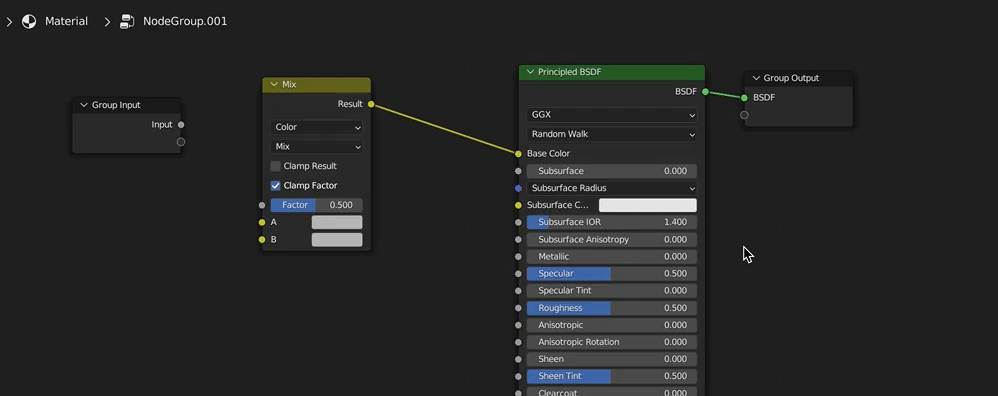 Material NodeGroup.001
Group Input
Input
Mix
Result
Color
Mix
Clamp Result
Clamp Factor
Factor 0.500
A
B
Principled BSDF
BSDF
GGX
Random Walk
Base Color
Subsurface 0.000
Subsurface Radius
Subsurface C...
Subsurface IOR 1.400
Subsurface Anisotropy 0.000
Metallic 0.000
Specular 0.500
Specular Tint 0.000
Roughness 0.500
Anisotropic 0.000
Anisotropic Rotation 0.000
Sheen 0.000
Sheen Tint 0.500
Clearcoat 0.000
Group Output
BSDF